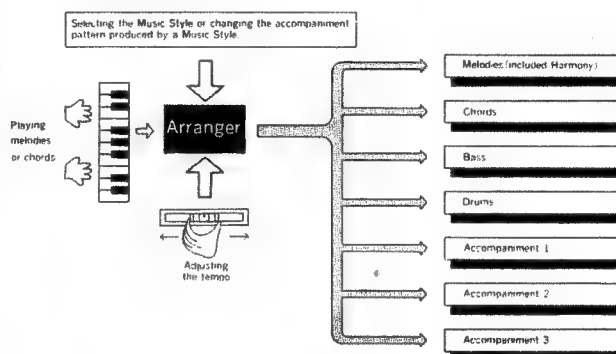 Selecting the Music Style or changing the accompaniment
pattern produced by a Music Style.
Playing
melodies
or chords
Arranger
Adjusting
the tempo
Melodies (included Harmony)
Chords
Bass
Drums
Accompaniment 1
Accompaniment 2
Accompaniment 3